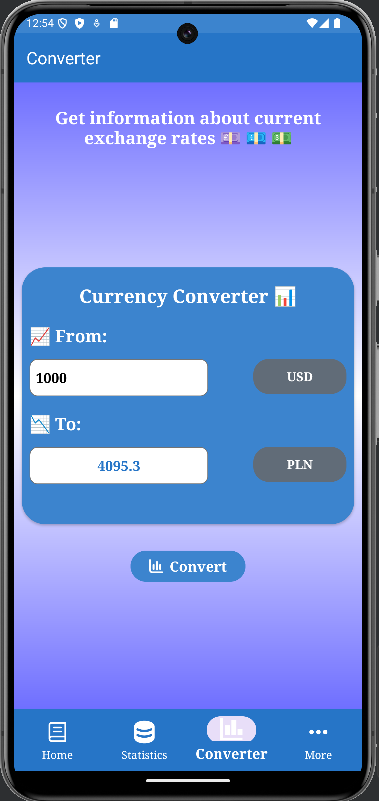 12:54
Converter
Get information about current
exchange rates 💷 💶 💵
Currency Converter 📊
📈 From:
1000
USD
📉 To:
4095.3
PLN
Convert
Home
Statistics
Converter
More